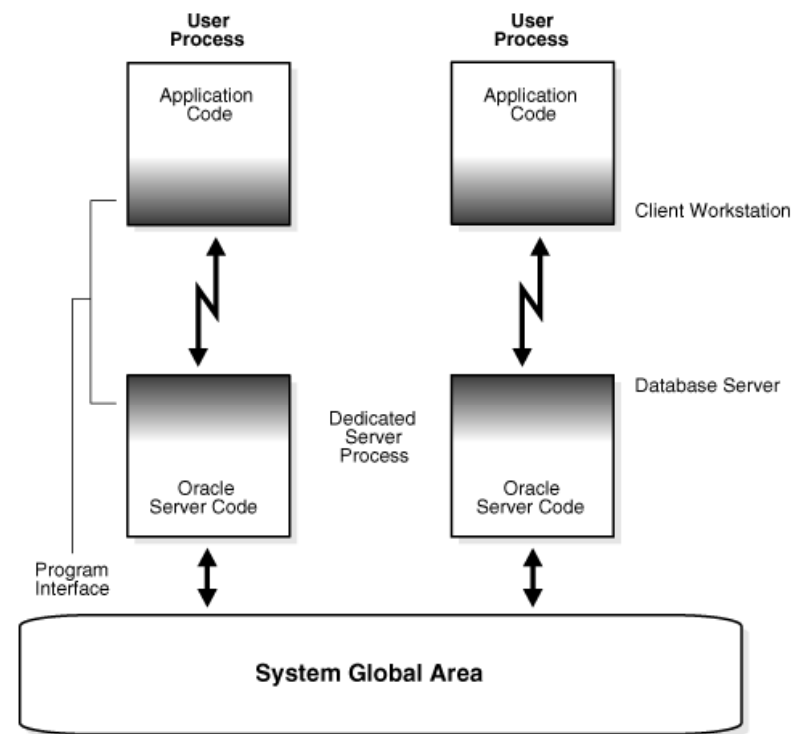 User
Process
User
Process
Application
Code
Application
Code
Client Workstation
Database Server
Dedicated
Server
Process
Oracle
Server Code
Oracle
Server Code
Program
Interface
System Global Area